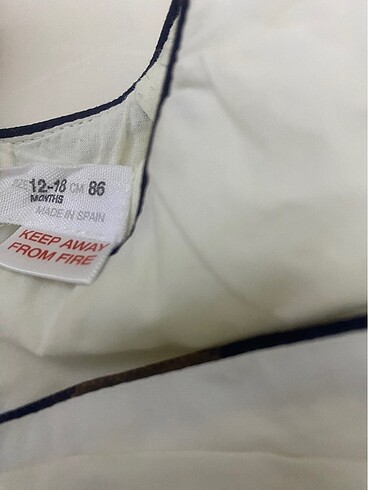 SIZE 12-18 CM 86
MONTHS
MADE IN SPAIN
KEEP AWAY
FROM FIRE